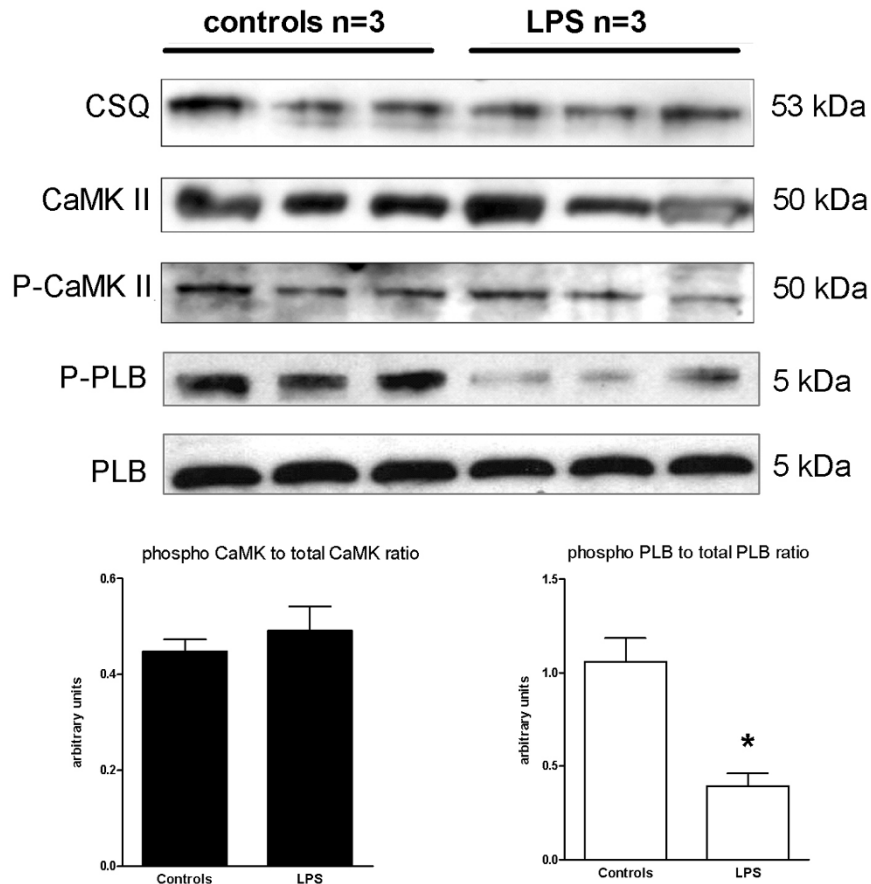 controls n=3 LPS n=3
CSQ 53 kDa
CaMK II 50 kDa
P-CaMK II 50 kDa
P-PLB 5 kDa
PLB 5 kDa
phospho CaMK to total CaMK ratio
0.6
0.4
0.2
0.0
arbitrary units
Controls LPS
phospho PLB to total PLB ratio
1.5
1.0
0.5
0.0
arbitrary units
*
Controls LPS